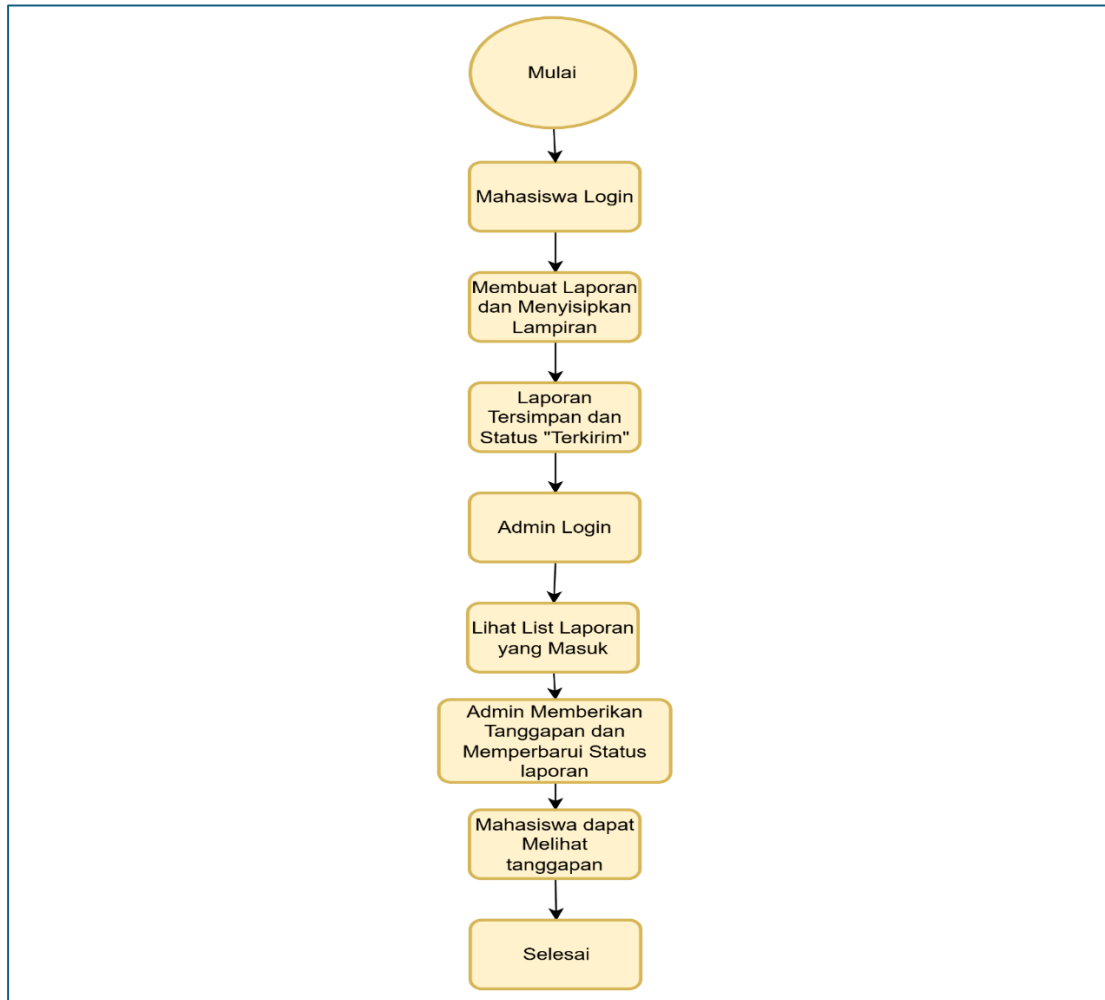 Mulai
Mahasiswa Login
Membuat Laporan
dan Menyisipkan
Lampiran
Laporan
Tersimpan dan
Status "Terkirim"
Admin Login
Lihat List Laporan
yang Masuk
Admin Memberikan
Tanggapan dan
Memperbarui Status
laporan
Mahasiswa dapat
Melihat
tanggapan
Selesai